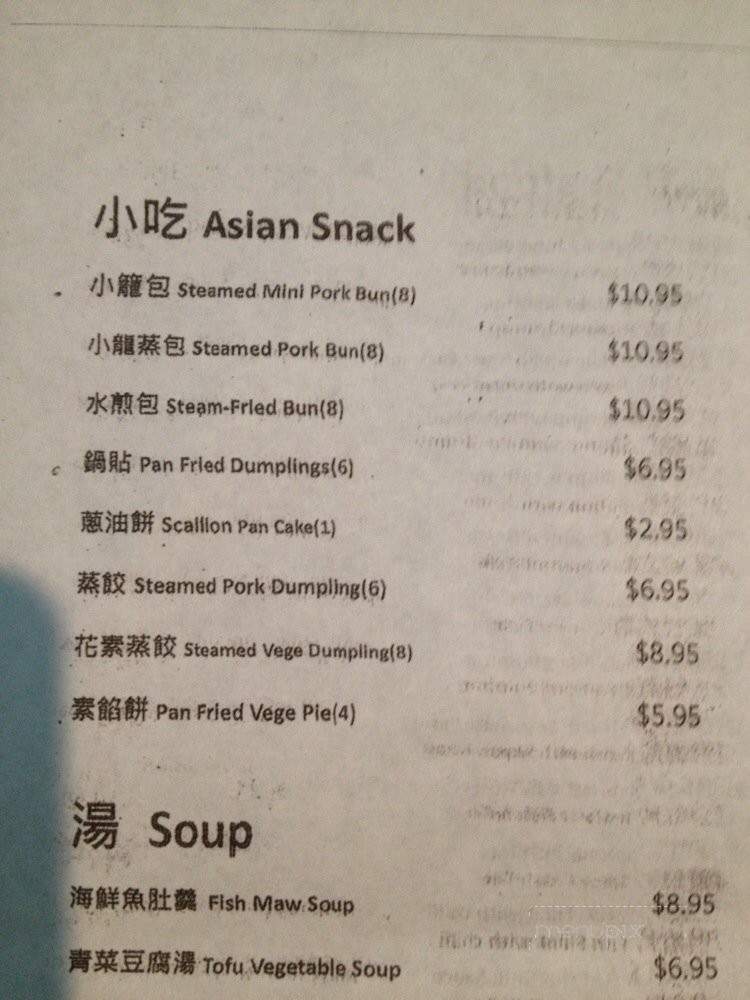 小吃 Asian Snack
小籠包 Steamed Mini Pork Bun(8) $10.95
小龍蒸包 Steamed Pork Bun(8) $10.95
水煎包 Steam-Fried Bun(8) $10.95
鍋貼 Pan Fried Dumplings(6) $6.95
蔥油餅 Scallion Pan Cake(1) $2.95
蒸餃 Steamed Pork Dumpling(6) $6.95
花素蒸餃 Steamed Vege Dumpling(8) $8.95
素餡餅 Pan Fried Vege Pie(4) $5.95
湯 Soup
海鮮魚肚羹 Fish Maw Soup $8.95
青菜豆腐湯 Tofu Vegetable Soup $6.95